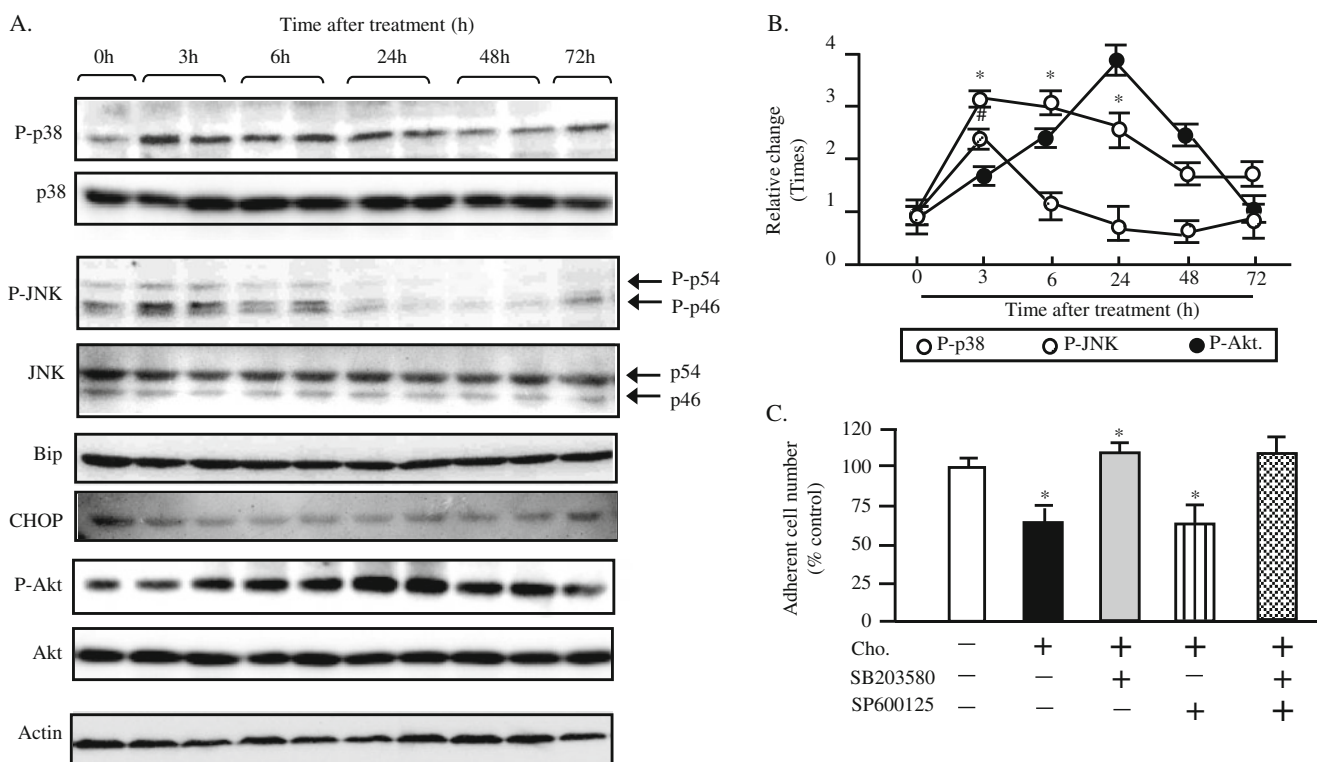 A.
Time after treatment (h)
0h 3h 6h 24h 48h 72h
P-p38
p38
P-JNK
P-p54
P-p46
JNK
p54
p46
Bip
CHOP
P-Akt
Akt
Actin
B.
Relative change
(Times)
4
3
2
1
0
* * *
#
0 3 6 24 48 72
Time after treatment (h)
P-p38 P-JNK P-Akt.
C.
Adherent cell number
(% control)
120
100
75
50
25
0
* * *
Cho. − + + + +
SB203580 − − + − +
SP600125 − − − + +